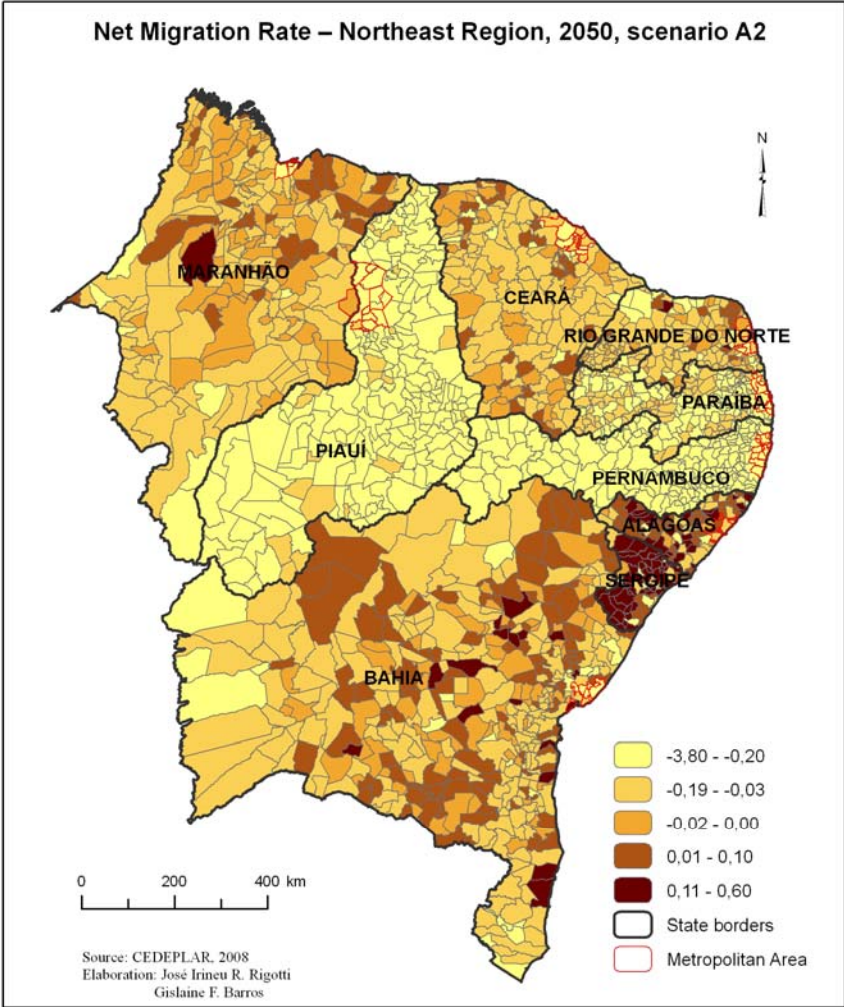 Net Migration Rate – Northeast Region, 2050, scenario A2
N
MARANHÃO
CEARÁ
RIO GRANDE DO NORTE
PARAÍBA
PIAUÍ
PERNAMBUCO
ALAGOAS
SERGIPE
BAHIA
-3,80 - -0,20
-0,19 - -0,03
-0,02 - 0,00
0,01 - 0,10
0,11 - 0,60
State borders
Metropolitan Area
0 200 400 km
Source: CEDEPLAR, 2008
Elaboration: José Irineu R. Rigotti
Gislaine F. Barros